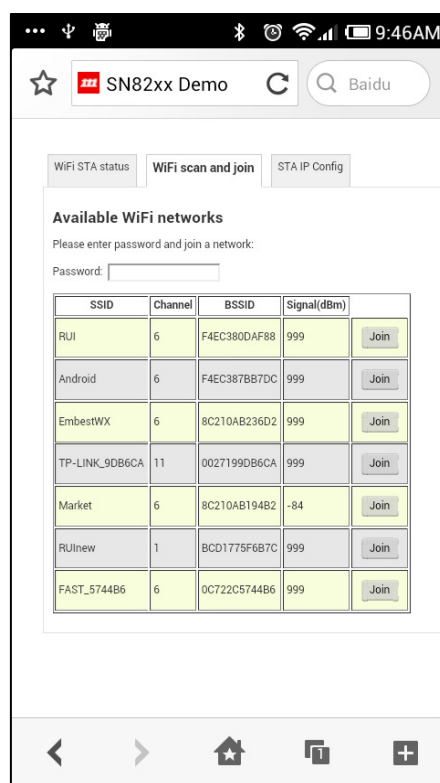 9:46AM
m SN82xx Demo
Baidu
WiFi STA status WiFi scan and join STA IP Config
Available WiFi networks
Please enter password and join a network:
Password:
SSID Channel BSSID Signal(dBm)
RUI 6 F4EC380DAF88 999 Join
Android 6 F4EC387BB7DC 999 Join
EmbestWX 6 8C210AB236D2 999 Join
TP-LINK_9DB6CA 11 0027199DB6CA 999 Join
Market 6 8C210AB194B2 -84 Join
RUInew 1 BCD1775F6B7C 999 Join
FAST_5744B6 6 0C722C5744B6 999 Join
1